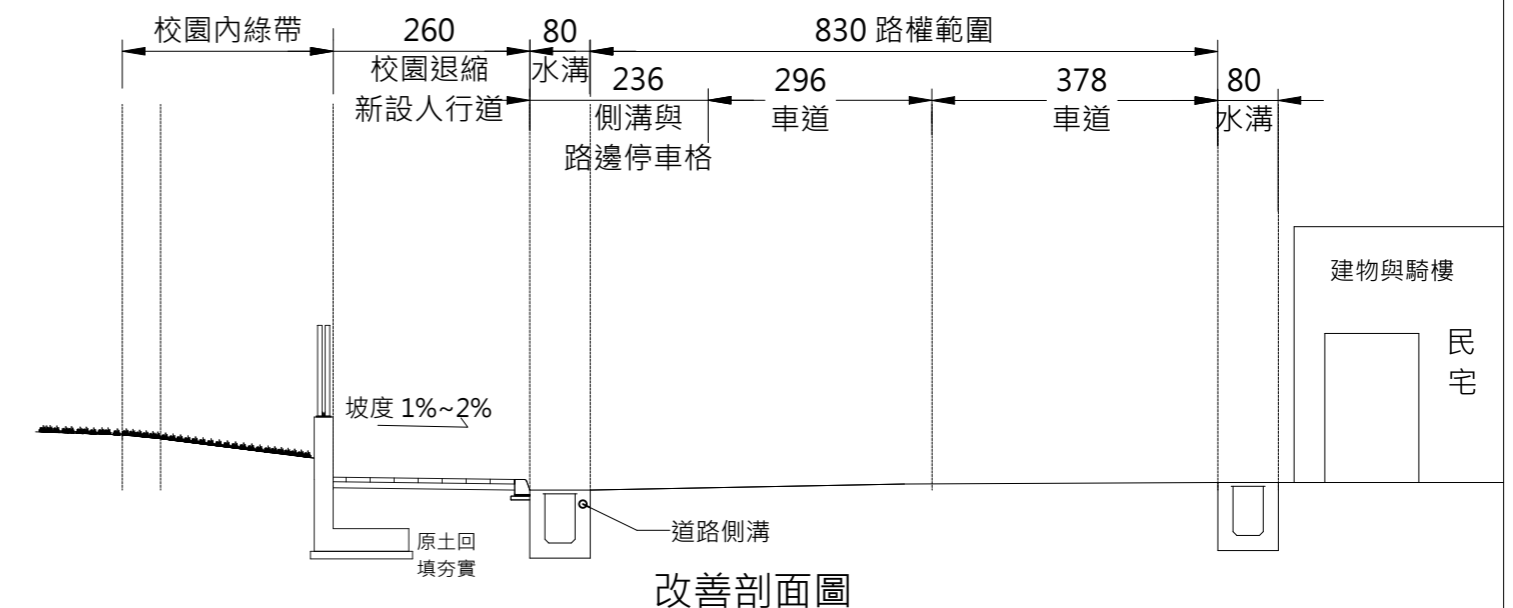 校園內綠帶
260
校園退縮
新設人行道
80
水溝
830 路權範圍
236
側溝與
路邊停車格
296
車道
378
車道
80
水溝
建物與騎樓
民
宅
坡度 1%~2%
原土回
填夯實
道路側溝
改善剖面圖